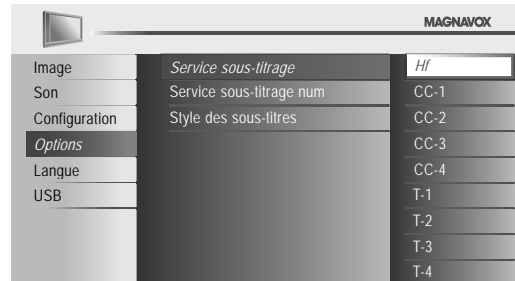 MAGNAVOX
Image
Son
Configuration
Options
Langue
USB
Service sous-titrage
Service sous-titrage num
Style des sous-titres
Hf
CC-1
CC-2
CC-3
CC-4
T-1
T-2
T-3
T-4